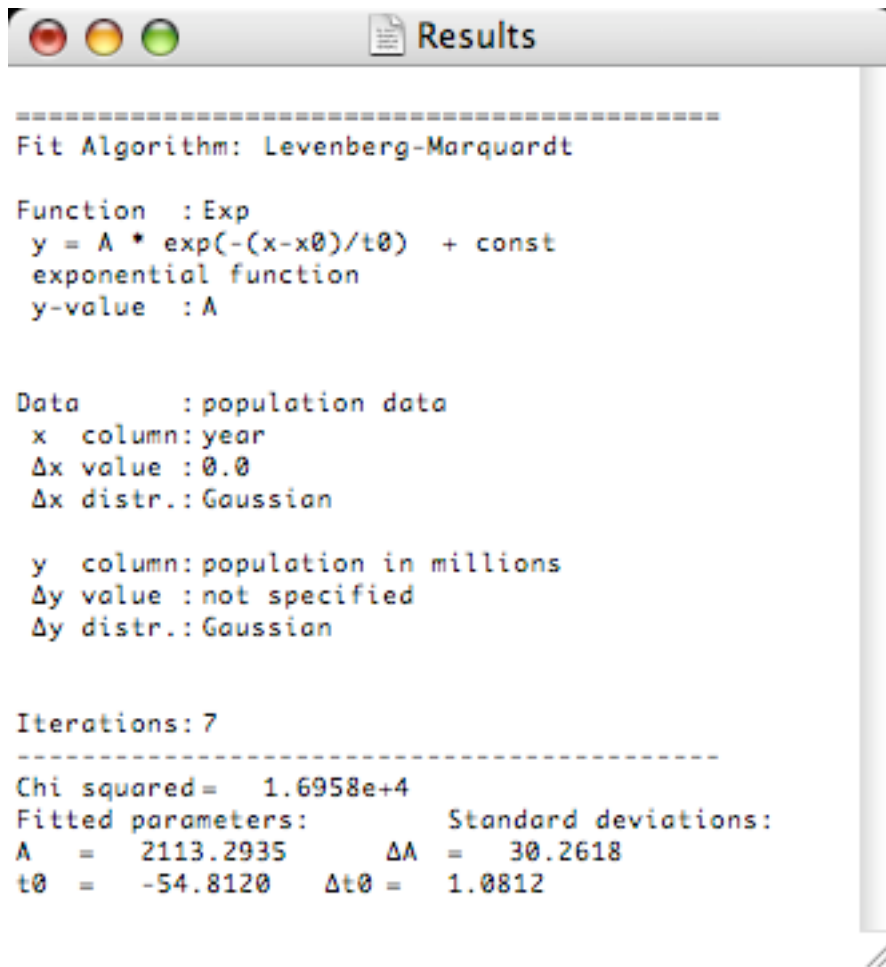 Results
===========================================
Fit Algorithm: Levenberg-Marquardt
Function : Exp
y = A * exp(-(x-x0)/t0) + const
exponential function
y-value : A
Data : population data
x column: year
Δx value : 0.0
Δx distr.: Gaussian
y column: population in millions
Δy value : not specified
Δy distr.: Gaussian
Iterations: 7
-------------------------------------------
Chi squared = 1.6958e+4
Fitted parameters: Standard deviations:
A = 2113.2935 ΔA = 30.2618
t0 = -54.8120 Δt0 = 1.0812